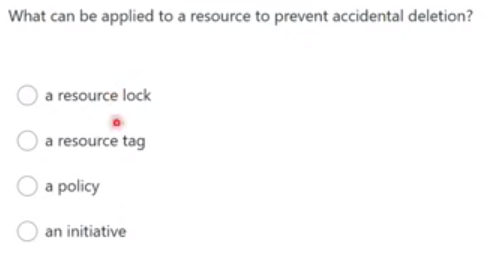 What can be applied to a resource to prevent accidental deletion?
a resource lock
a resource tag
a policy
an initiative